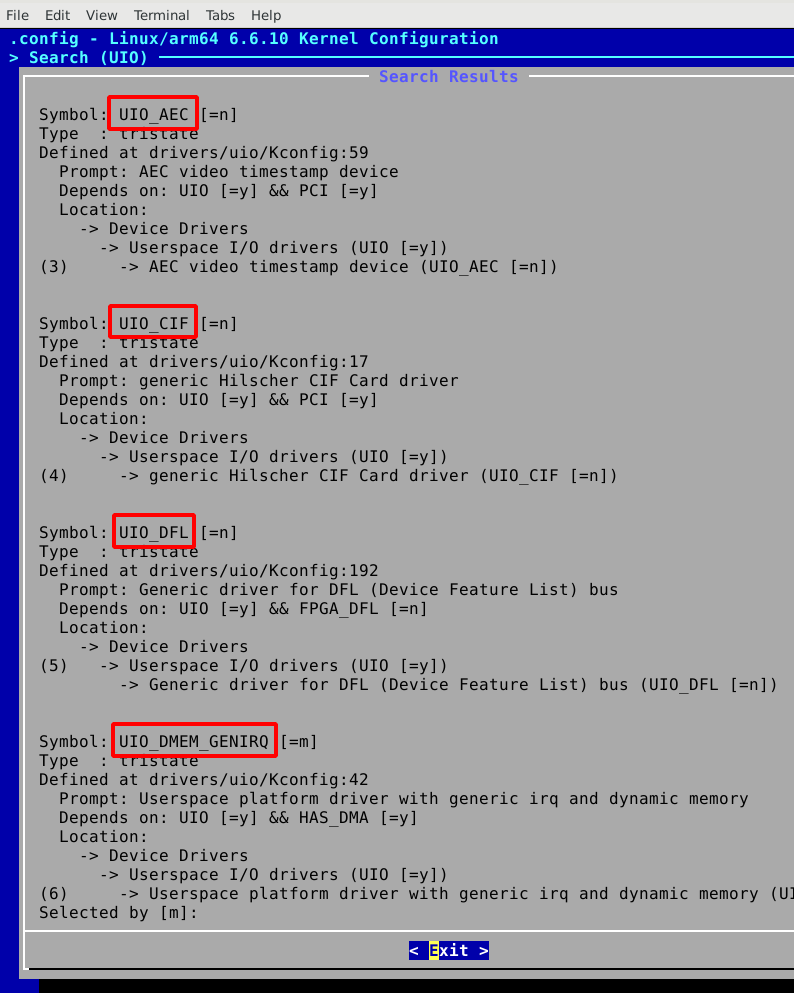 File Edit View Terminal Tabs Help
.config - Linux/arm64 6.6.10 Kernel Configuration
> Search (UIO)
Search Results
Symbol: UIO_AEC [=n]
Type  : tristate
Defined at drivers/uio/Kconfig:59
  Prompt: AEC video timestamp device
  Depends on: UIO [=y] && PCI [=y]
  Location:
    -> Device Drivers
      -> Userspace I/O drivers (UIO [=y])
(3)     -> AEC video timestamp device (UIO_AEC [=n])
Symbol: UIO_CIF [=n]
Type  : tristate
Defined at drivers/uio/Kconfig:17
  Prompt: generic Hilscher CIF Card driver
  Depends on: UIO [=y] && PCI [=y]
  Location:
    -> Device Drivers
      -> Userspace I/O drivers (UIO [=y])
(4)     -> generic Hilscher CIF Card driver (UIO_CIF [=n])
Symbol: UIO_DFL [=n]
Type  : tristate
Defined at drivers/uio/Kconfig:192
  Prompt: Generic driver for DFL (Device Feature List) bus
  Depends on: UIO [=y] && FPGA_DFL [=n]
  Location:
    -> Device Drivers
(5)   -> Userspace I/O drivers (UIO [=y])
        -> Generic driver for DFL (Device Feature List) bus (UIO_DFL [=n])
Symbol: UIO_DMEM_GENIRQ [=m]
Type  : tristate
Defined at drivers/uio/Kconfig:42
  Prompt: Userspace platform driver with generic irq and dynamic memory
  Depends on: UIO [=y] && HAS_DMA [=y]
  Location:
    -> Device Drivers
      -> Userspace I/O drivers (UIO [=y])
(6)     -> Userspace platform driver with generic irq and dynamic memory (UI
Selected by [m]:
< Exit >